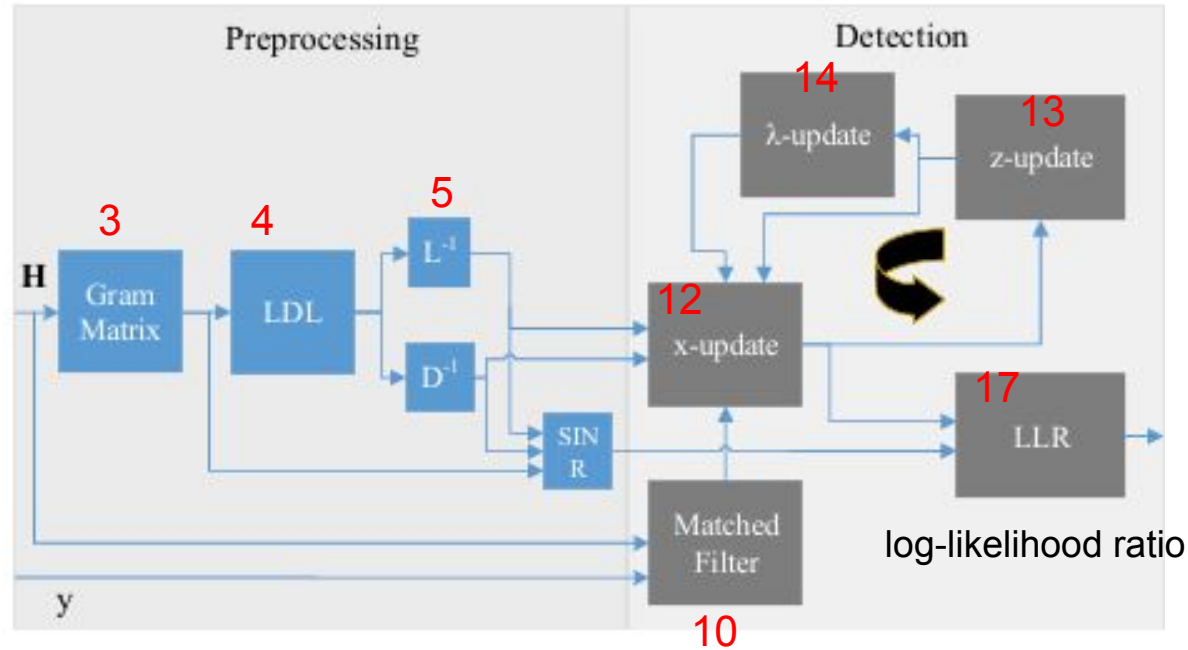 Preprocessing
Detection
14
λ-update
13
z-update
3
4
5
L⁻¹
H
Gram
Matrix
LDL
12
x-update
D⁻¹
17
LLR
SIN
R
Matched
Filter
log-likelihood ratio
y
10